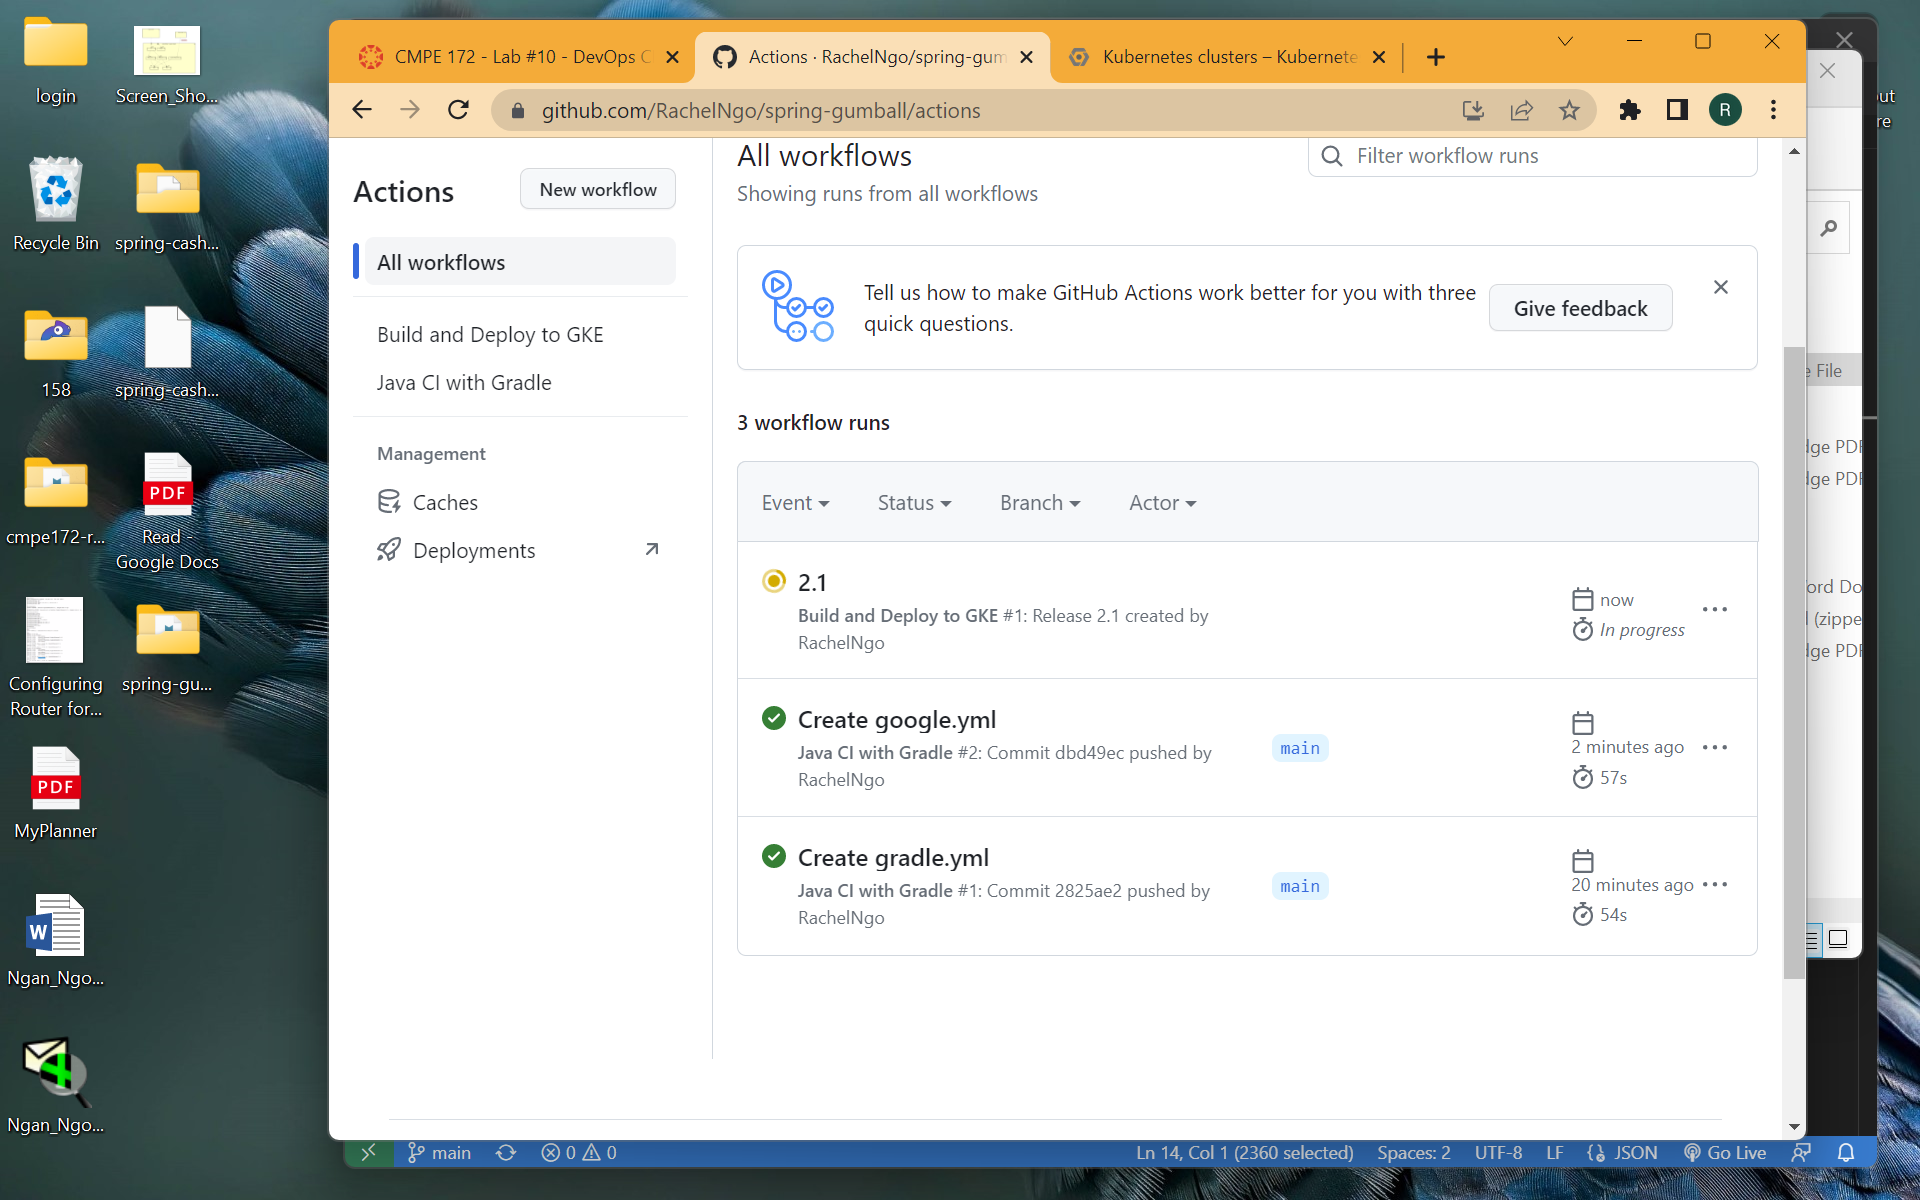 login
Screen_Sho...
Recycle Bin
spring-cash...
158
spring-cash...
cmpe172-r...
PDF
Read -
Google Docs
Configuring
Router for...
spring-gu...
PDF
MyPlanner
W
Ngan_Ngo...
Ngan_Ngo...
CMPE 172 - Lab #10 - DevOps C
Actions · RachelNgo/spring-gum
Kubernetes clusters – Kubernete
github.com/RachelNgo/spring-gumball/actions
R
Actions
New workflow
All workflows
Build and Deploy to GKE
Java CI with Gradle
Management
Caches
Deployments
All workflows
Showing runs from all workflows
Filter workflow runs
Tell us how to make GitHub Actions work better for you with three
quick questions.
Give feedback
3 workflow runs
Event
Status
Branch
Actor
2.1
Build and Deploy to GKE #1: Release 2.1 created by
RachelNgo
now
In progress
Create google.yml
Java CI with Gradle #2: Commit dbd49ec pushed by
RachelNgo
main
2 minutes ago
57s
Create gradle.yml
Java CI with Gradle #1: Commit 2825ae2 pushed by
RachelNgo
main
20 minutes ago
54s
ut
re
e File
dge PDF
dge PDF
ord Do
(zippe
dge PDF
main
0
0
Ln 14, Col 1 (2360 selected)
Spaces: 2
UTF-8
LF
JSON
Go Live